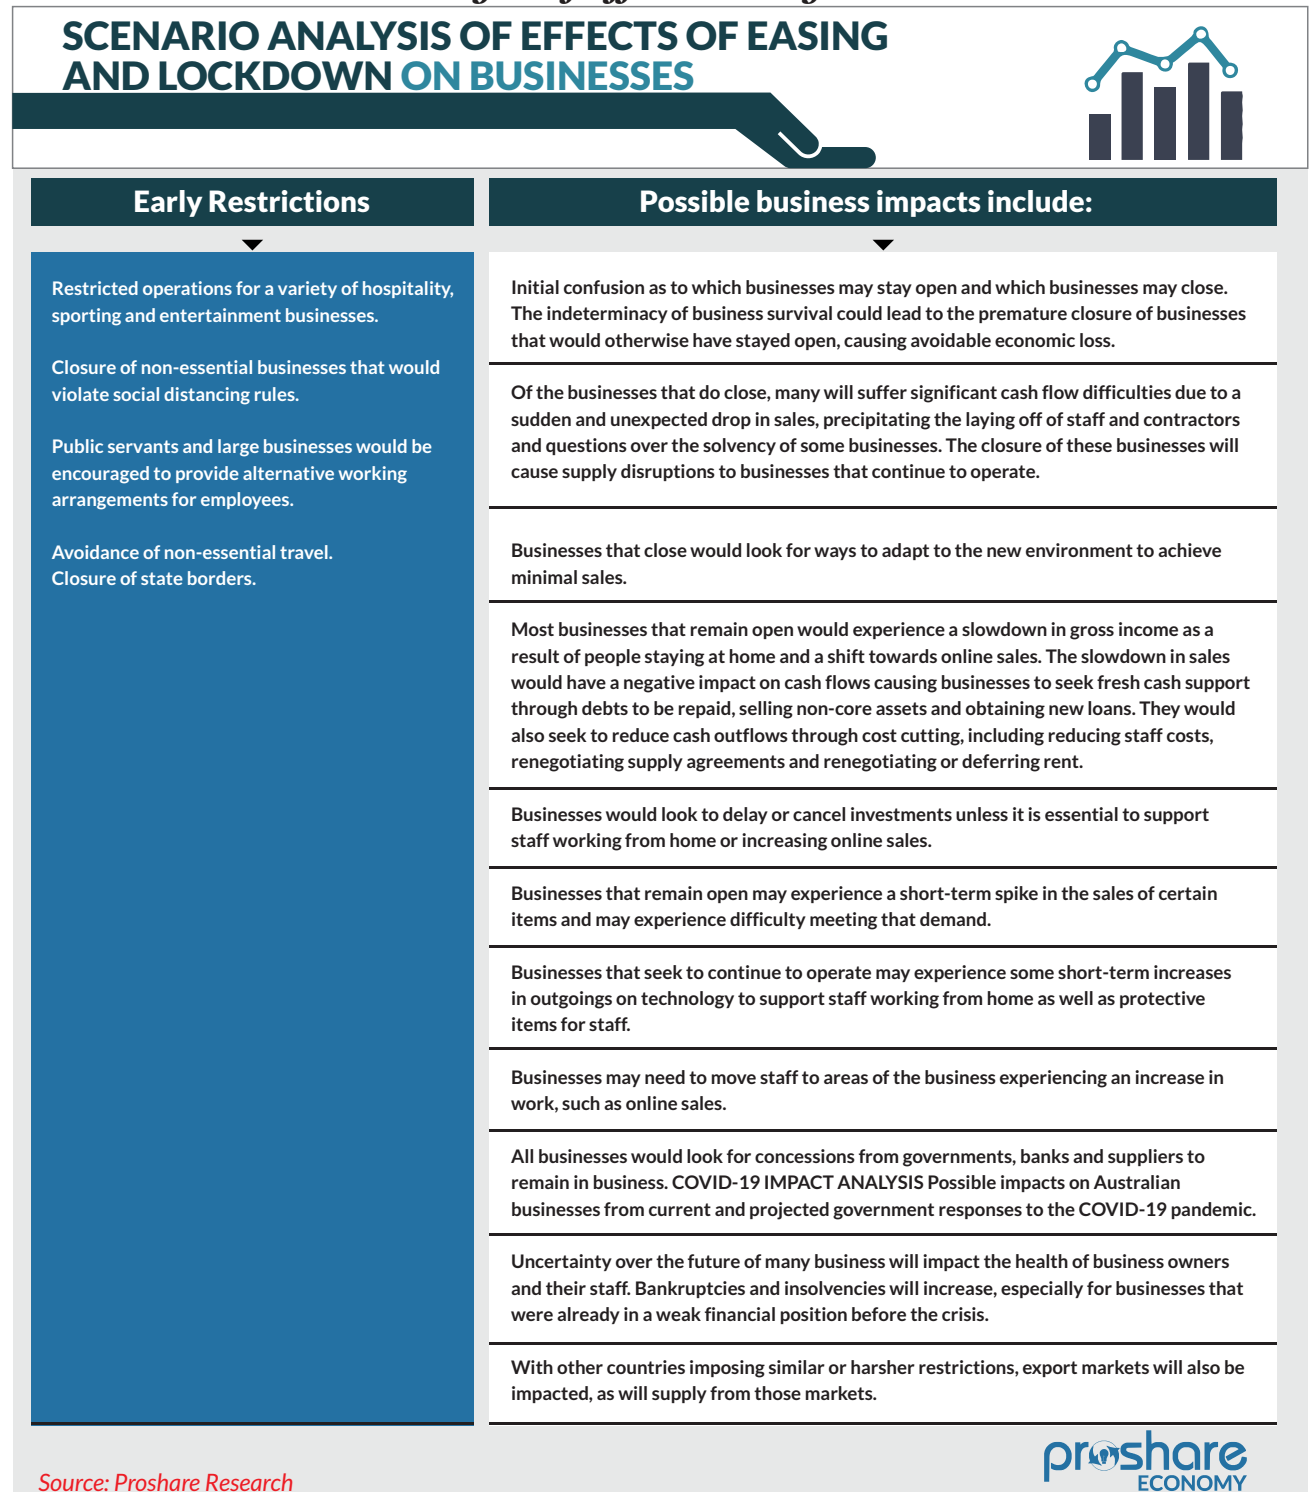 SCENARIO ANALYSIS OF EFFECTS OF EASING
AND LOCKDOWN ON BUSINESSES
Early Restrictions
Restricted operations for a variety of hospitality,
sporting and entertainment businesses.
Closure of non-essential businesses that would
violate social distancing rules.
Public servants and large businesses would be
encouraged to provide alternative working
arrangements for employees.
Avoidance of non-essential travel.
Closure of state borders.
Possible business impacts include:
Initial confusion as to which businesses may stay open and which businesses may close.
The indeterminacy of business survival could lead to the premature closure of businesses
that would otherwise have stayed open, causing avoidable economic loss.
Of the businesses that do close, many will suffer significant cash flow difficulties due to a
sudden and unexpected drop in sales, precipitating the laying off of staff and contractors
and questions over the solvency of some businesses. The closure of these businesses will
cause supply disruptions to businesses that continue to operate.
Businesses that close would look for ways to adapt to the new environment to achieve
minimal sales.
Most businesses that remain open would experience a slowdown in gross income as a
result of people staying at home and a shift towards online sales. The slowdown in sales
would have a negative impact on cash flows causing businesses to seek fresh cash support
through debts to be repaid, selling non-core assets and obtaining new loans. They would
also seek to reduce cash outflows through cost cutting, including reducing staff costs,
renegotiating supply agreements and renegotiating or deferring rent.
Businesses would look to delay or cancel investments unless it is essential to support
staff working from home or increasing online sales.
Businesses that remain open may experience a short-term spike in the sales of certain
items and may experience difficulty meeting that demand.
Businesses that seek to continue to operate may experience some short-term increases
in outgoings on technology to support staff working from home as well as protective
items for staff.
Businesses may need to move staff to areas of the business experiencing an increase in
work, such as online sales.
All businesses would look for concessions from governments, banks and suppliers to
remain in business. COVID-19 IMPACT ANALYSIS Possible impacts on Australian
businesses from current and projected government responses to the COVID-19 pandemic.
Uncertainty over the future of many business will impact the health of business owners
and their staff. Bankruptcies and insolvencies will increase, especially for businesses that
were already in a weak financial position before the crisis.
With other countries imposing similar or harsher restrictions, export markets will also be
impacted, as will supply from those markets.
Source: Proshare Research
proshare
ECONOMY